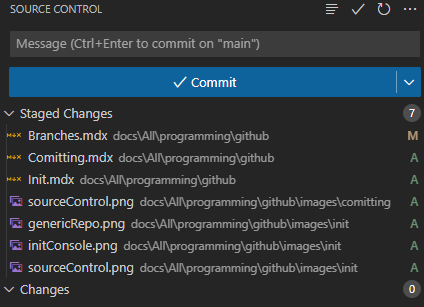 SOURCE CONTROL
Message (Ctrl+Enter to commit on "main")
Commit
Staged Changes 7
Branches.mdx docs\All\programming\github M
Comitting.mdx docs\All\programming\github A
Init.mdx docs\All\programming\github A
sourceControl.png docs\All\programming\github\images\comitting A
genericRepo.png docs\All\programming\github\images\init A
initConsole.png docs\All\programming\github\images\init A
sourceControl.png docs\All\programming\github\images\init A
Changes 0